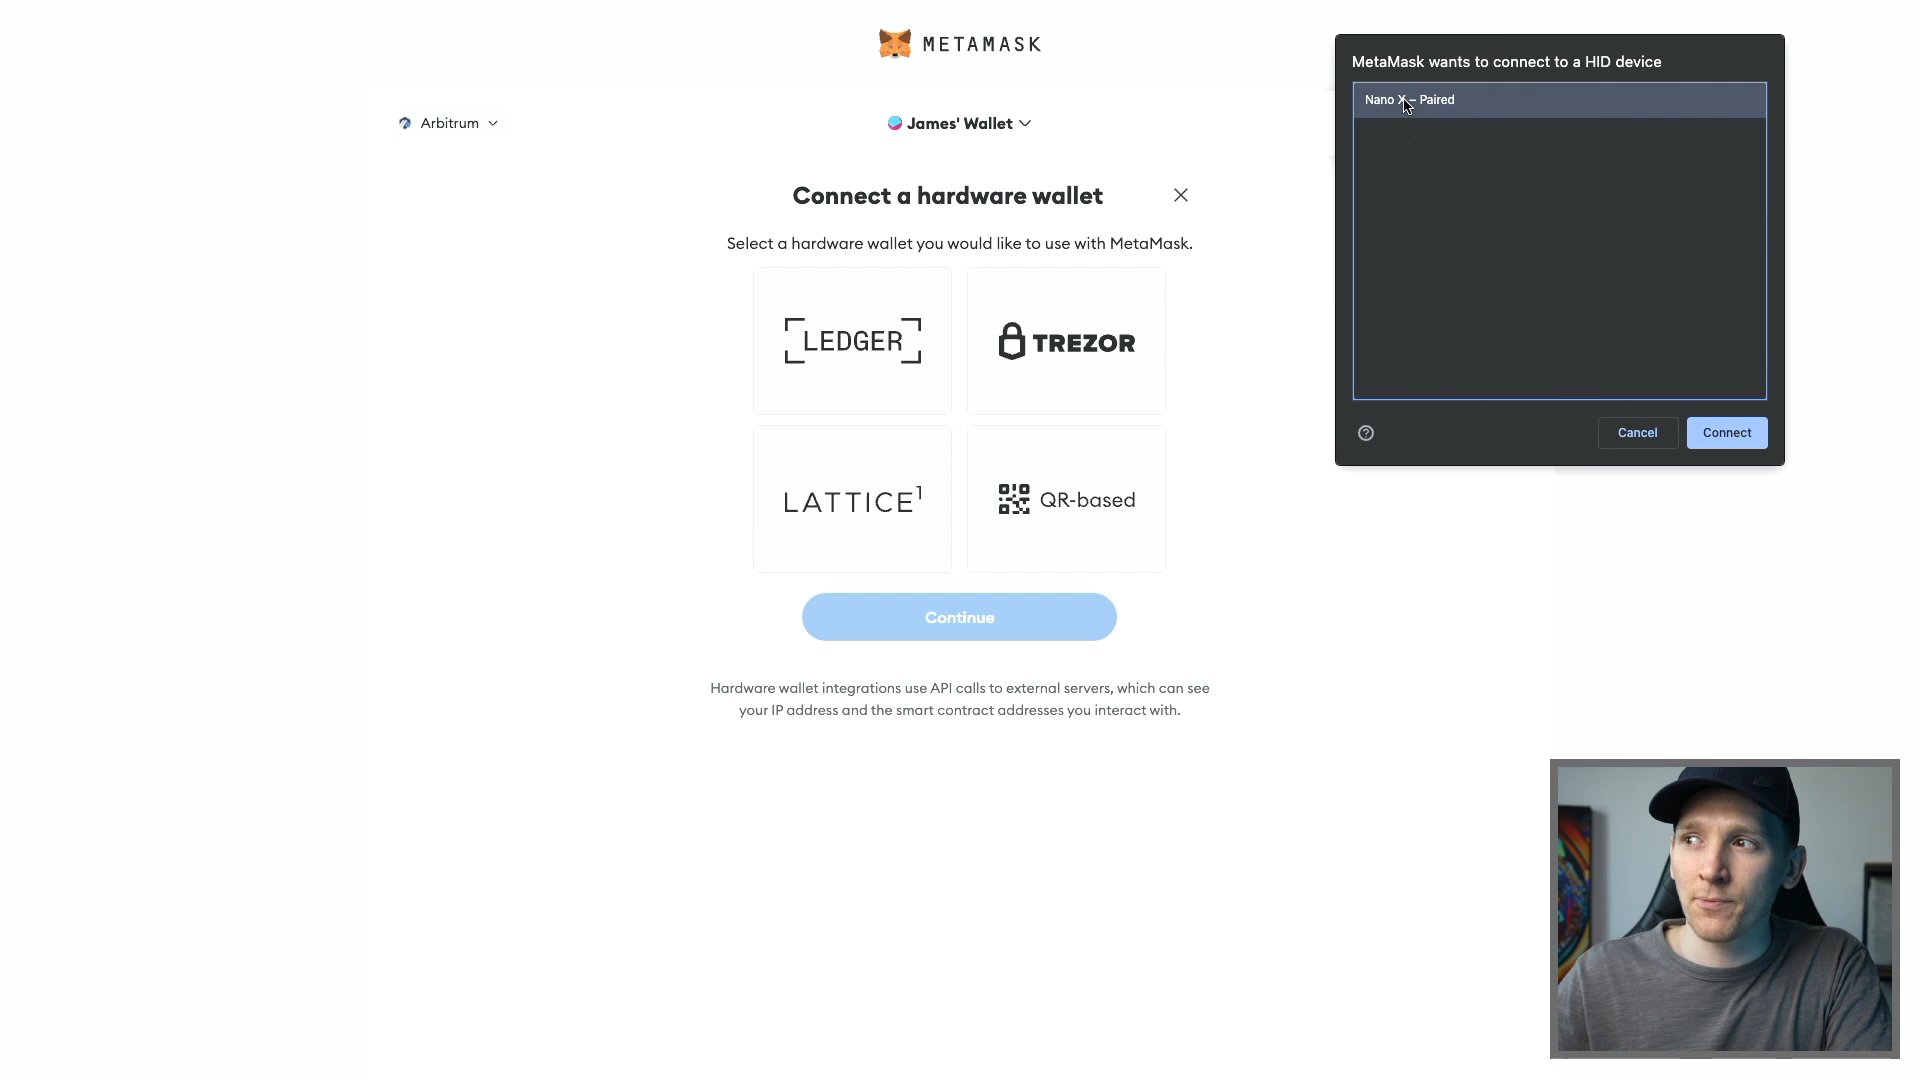 METAMASK
MetaMask wants to connect to a HID device
Nano X – Paired
Arbitrum
James' Wallet
Connect a hardware wallet
Select a hardware wallet you would like to use with MetaMask.
LEDGER
TREZOR
LATTICE1
QR-based
Cancel
Connect
Continue
Hardware wallet integrations use API calls to external servers, which can see
your IP address and the smart contract addresses you interact with.